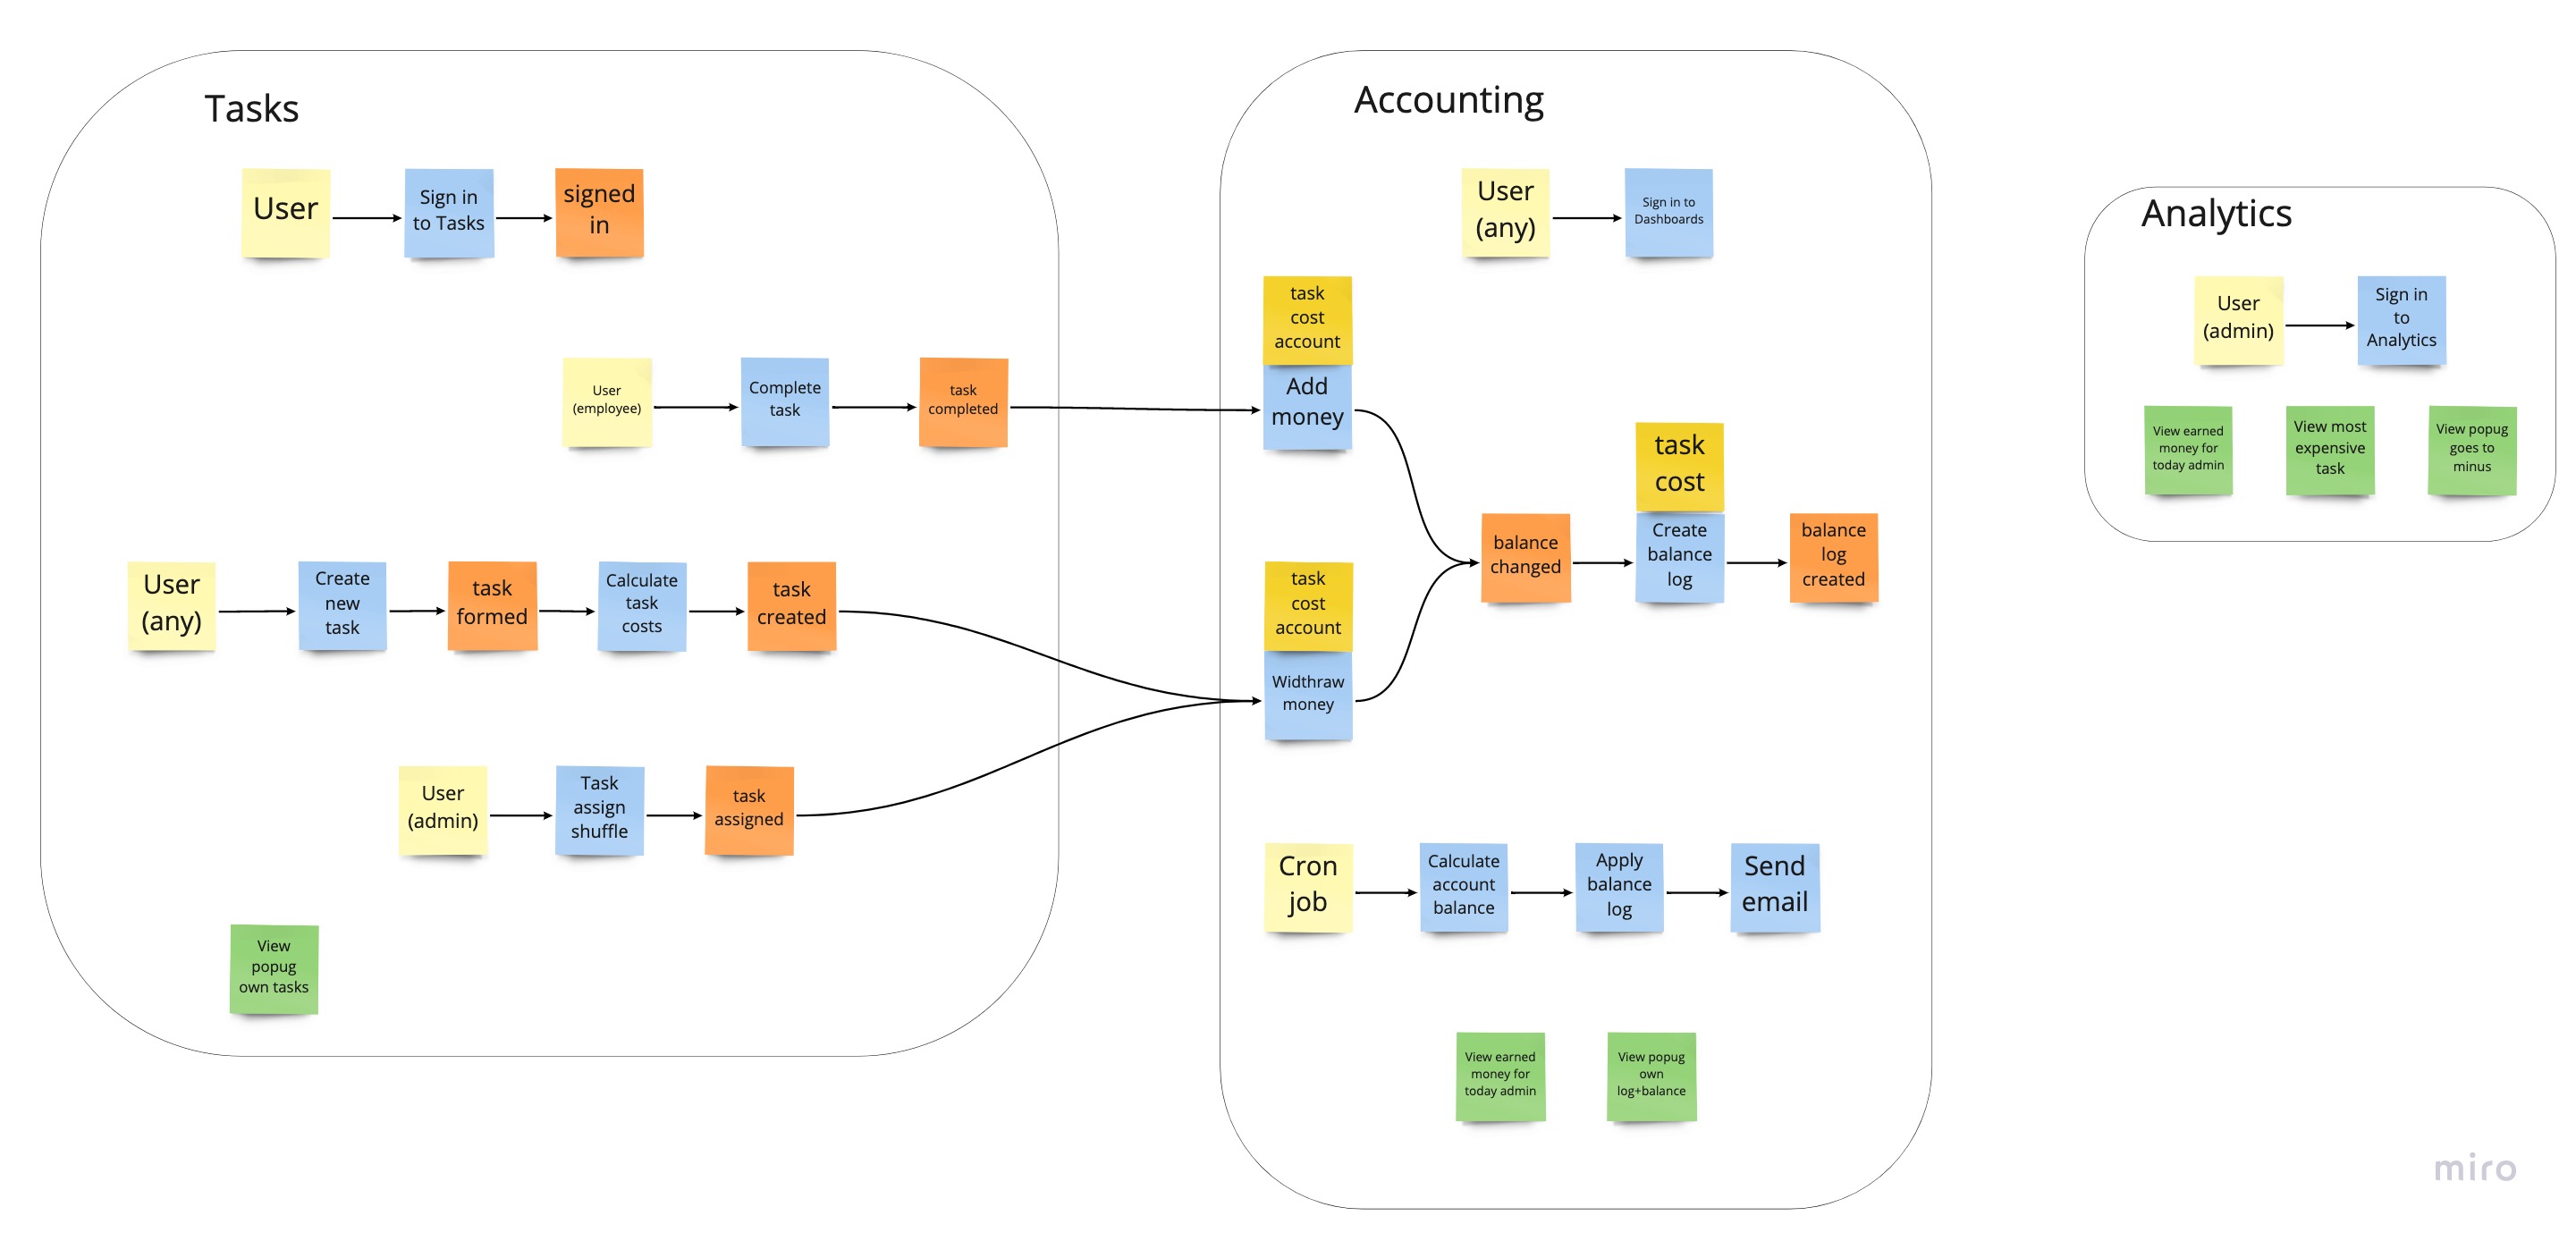 Tasks
User
Sign in
to Tasks
signed
in
User
(employee)
Complete
task
task
completed
User
(any)
Create
new
task
task
formed
Calculate
task
costs
task
created
User
(admin)
Task
assign
shuffle
task
assigned
View
popug
own tasks
Accounting
User
(any)
Sign in to
Dashboards
task
cost
account
Add
money
task
cost
account
Widthraw
money
balance
changed
task
cost
Create
balance
log
balance
log
created
Cron
job
Calculate
account
balance
Apply
balance
log
Send
email
View earned
money for
today admin
View popug
own
log+balance
Analytics
User
(admin)
Sign in
to
Analytics
View earned
money for
today admin
View most
expensive
task
View popug
goes to
minus
miro